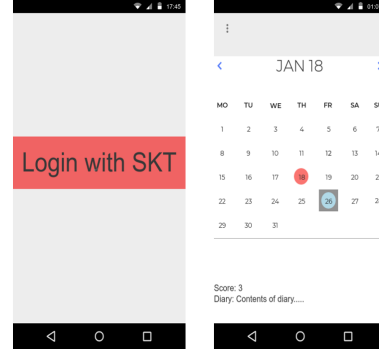 17:45
Login with SKT
01:0
JAN 18
MO TU WE TH FR SA SU
1 2 3 4 5 6 7
8 9 10 11 12 13 14
15 16 17 18 19 20 2
22 23 24 25 26 27 28
29 30 31
Score: 3
Diary: Contents of diary.....